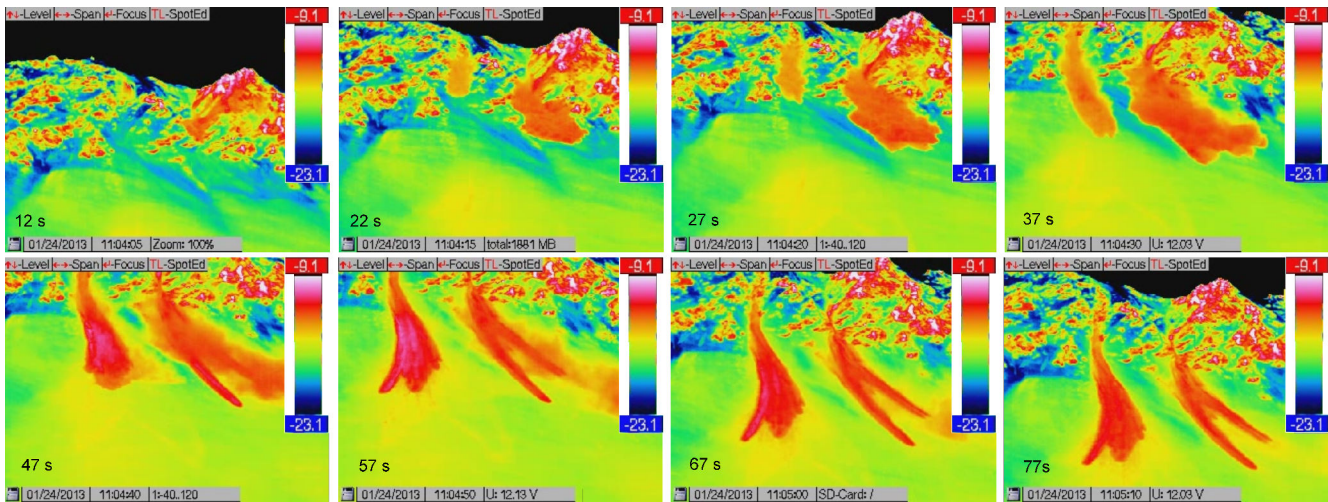 ↑↓-Level ←→-Span ↵-Focus TL-SpotEd -9.1
-23.1
12 s
01/24/2013 11:04:05 Zoom: 100%
↑↓-Level ←→-Span ↵-Focus TL-SpotEd -9.1
-23.1
22 s
01/24/2013 11:04:15 total:1881 MB
↑↓-Level ←→-Span ↵-Focus TL-SpotEd -9.1
-23.1
27 s
01/24/2013 11:04:20 1:-40..120
↑↓-Level ←→-Span ↵-Focus TL-SpotEd -9.1
-23.1
37 s
01/24/2013 11:04:30 U: 12.03 V
↑↓-Level ←→-Span ↵-Focus TL-SpotEd -9.1
-23.1
47 s
01/24/2013 11:04:40 1:-40..120
↑↓-Level ←→-Span ↵-Focus TL-SpotEd -9.1
-23.1
57 s
01/24/2013 11:04:50 U: 12.13 V
↑↓-Level ←→-Span ↵-Focus TL-SpotEd -9.1
-23.1
67 s
01/24/2013 11:05:00 SD-Card: /
↑↓-Level ←→-Span ↵-Focus TL-SpotEd -9.1
-23.1
77s
01/24/2013 11:05:10 U: 12.03 V